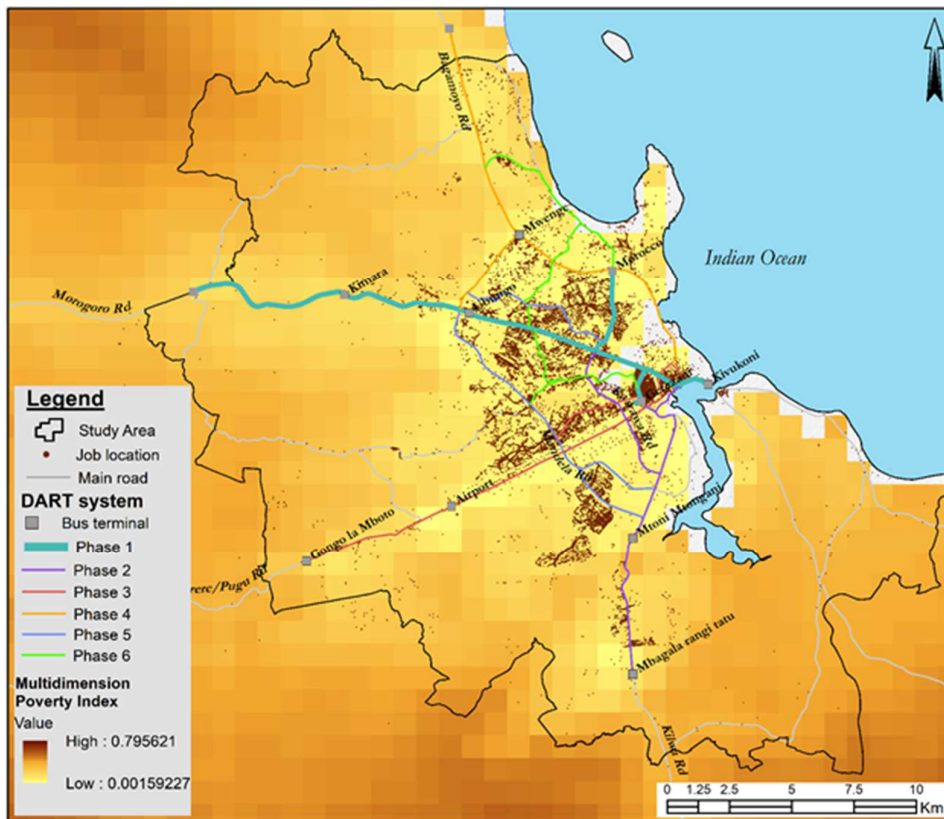 Bagamoyo Rd
Mwenge
Morocco
Indian Ocean
Kimara
Ubungo
Morogoro Rd
Kivukoni
Mandela Rd
Airport
Mtoni Mtongani
Gongo la Mboto
Mbagala rangi tatu
Kilwa Rd
Legend
Study Area
Job location
Main road
DART system
Bus terminal
Phase 1
Phase 2
Phase 3
Phase 4
Phase 5
Phase 6
Multidimension
Poverty Index
Value
High : 0.795621
Low : 0.00159227
0 1.25 2.5 5 7.5 10
Km